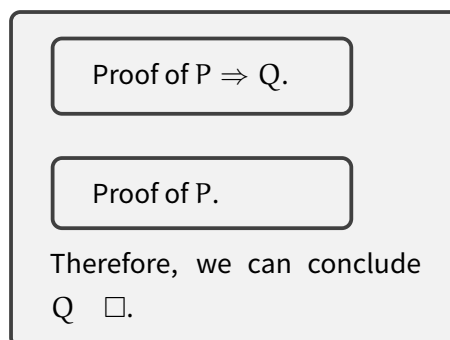 Proof of P ⇒ Q.
Proof of P.
Therefore, we can conclude
Q □.